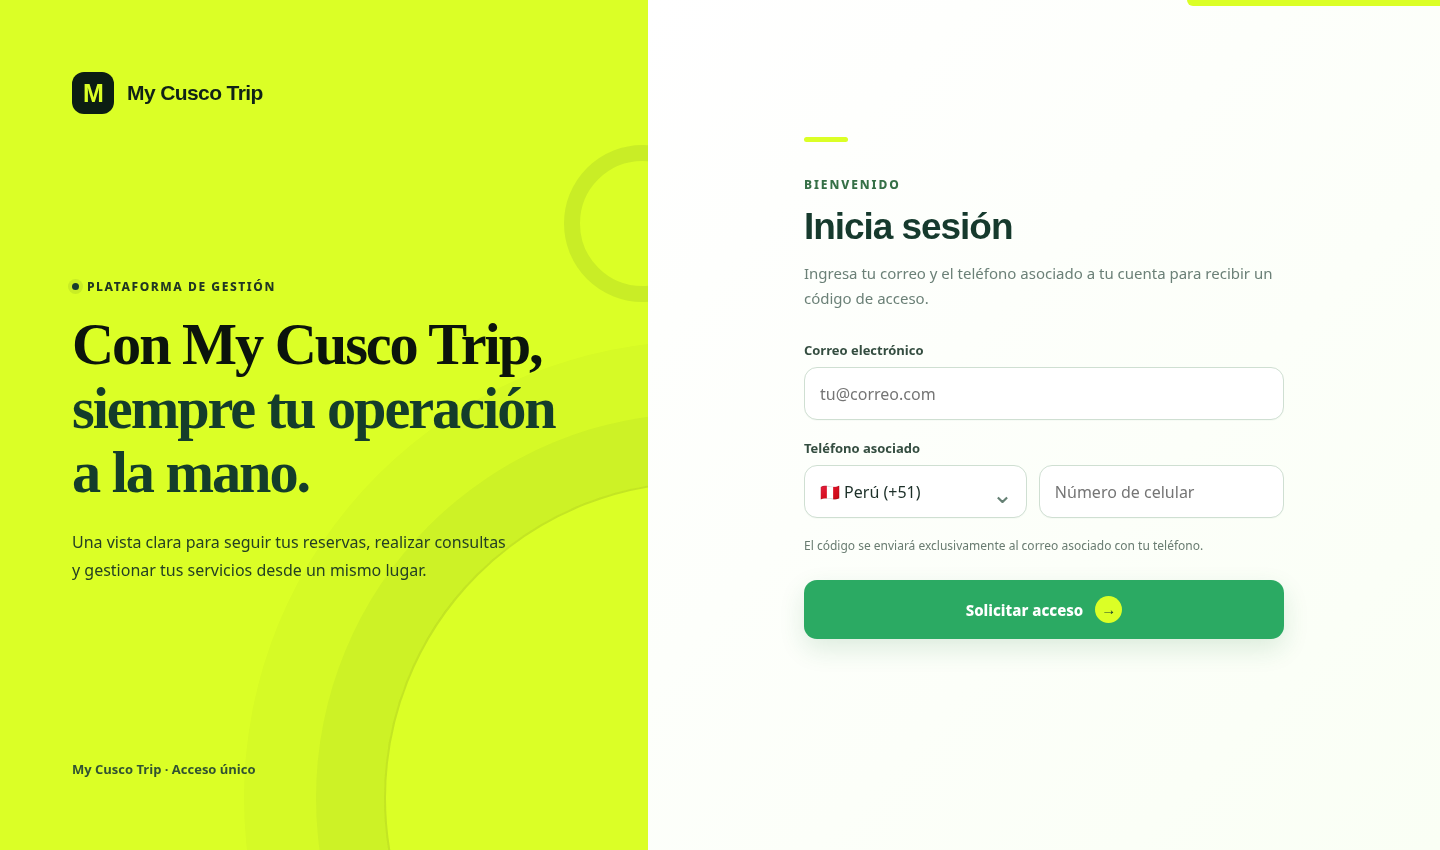 M
My Cusco Trip
PLATAFORMA DE GESTIÓN
Con My Cusco Trip,
siempre tu operación
a la mano.
Una vista clara para seguir tus reservas, realizar consultas
y gestionar tus servicios desde un mismo lugar.
My Cusco Trip · Acceso único
BIENVENIDO
Inicia sesión
Ingresa tu correo y el teléfono asociado a tu cuenta para recibir un
código de acceso.
Correo electrónico
tu@correo.com
Teléfono asociado
🇵🇪 Perú (+51)
Número de celular
El código se enviará exclusivamente al correo asociado con tu teléfono.
Solicitar acceso →